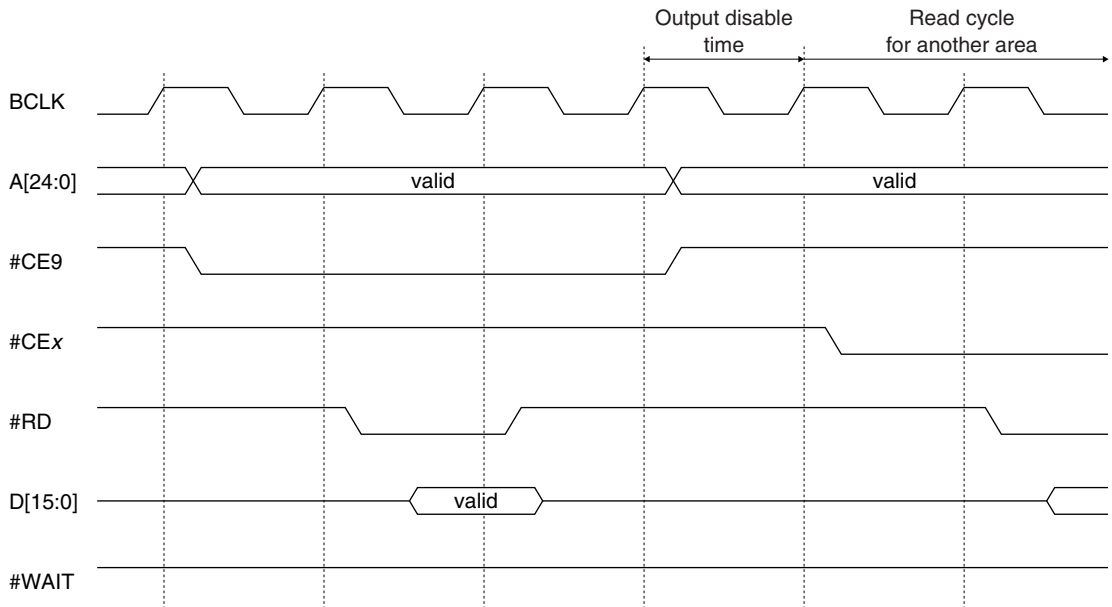 Output disable
time
Read cycle
for another area
BCLK
A[24:0]
valid
valid
#CE9
#CEx
#RD
D[15:0]
valid
#WAIT